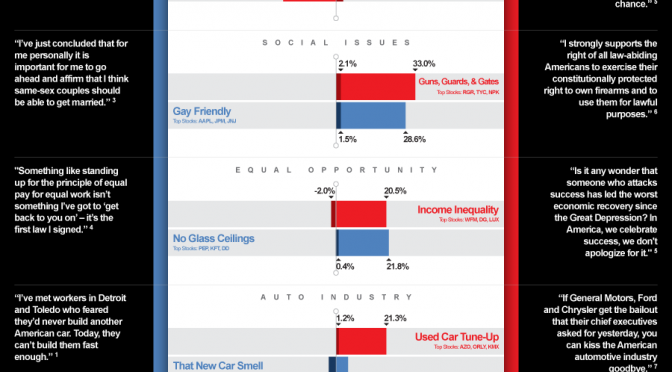 chance.” 5
SOCIAL ISSUES
“I’ve just concluded that for
me personally it is
important for me to go
ahead and affirm that I think
same-sex couples should
be able to get married.” 3
2.1%
33.0%
Guns, Guards, & Gates
Top Stocks: RGR, TYC, NPK
Gay Friendly
Top Stocks: AAPL, JPM, JNJ
1.5%
28.6%
“I strongly supports the
right of all law-abiding
Americans to exercise their
constitutionally protected
right to own firearms and to
use them for lawful
purposes.” 6
EQUAL OPPORTUNITY
"Something like standing
up for the principle of equal
pay for equal work isn’t
something I’ve got to ‘get
back to you on’ – it’s the
first law I signed.” 4
-2.0%
20.5%
Income Inequality
Top Stocks: WFM, DG, LUX
No Glass Ceilings
Top Stocks: PEP, KFT, DD
0.4%
21.8%
“Is it any wonder that
someone who attacks
success has led the worst
economic recovery since
the Great Depression? In
America, we celebrate
success, we don’t
apologize for it.” 5
AUTO INDUSTRY
“I’ve met workers in Detroit
and Toledo who feared
they’d never build another
American car. Today, they
can’t build them fast
enough.” 1
1.2%
21.3%
Used Car Tune-Up
Top Stocks: AZO, ORLY, KMX
That New Car Smell
“If General Motors, Ford
and Chrysler get the bailout
that their chief executives
asked for yesterday, you
can kiss the American
automotive industry
goodbye.” 7